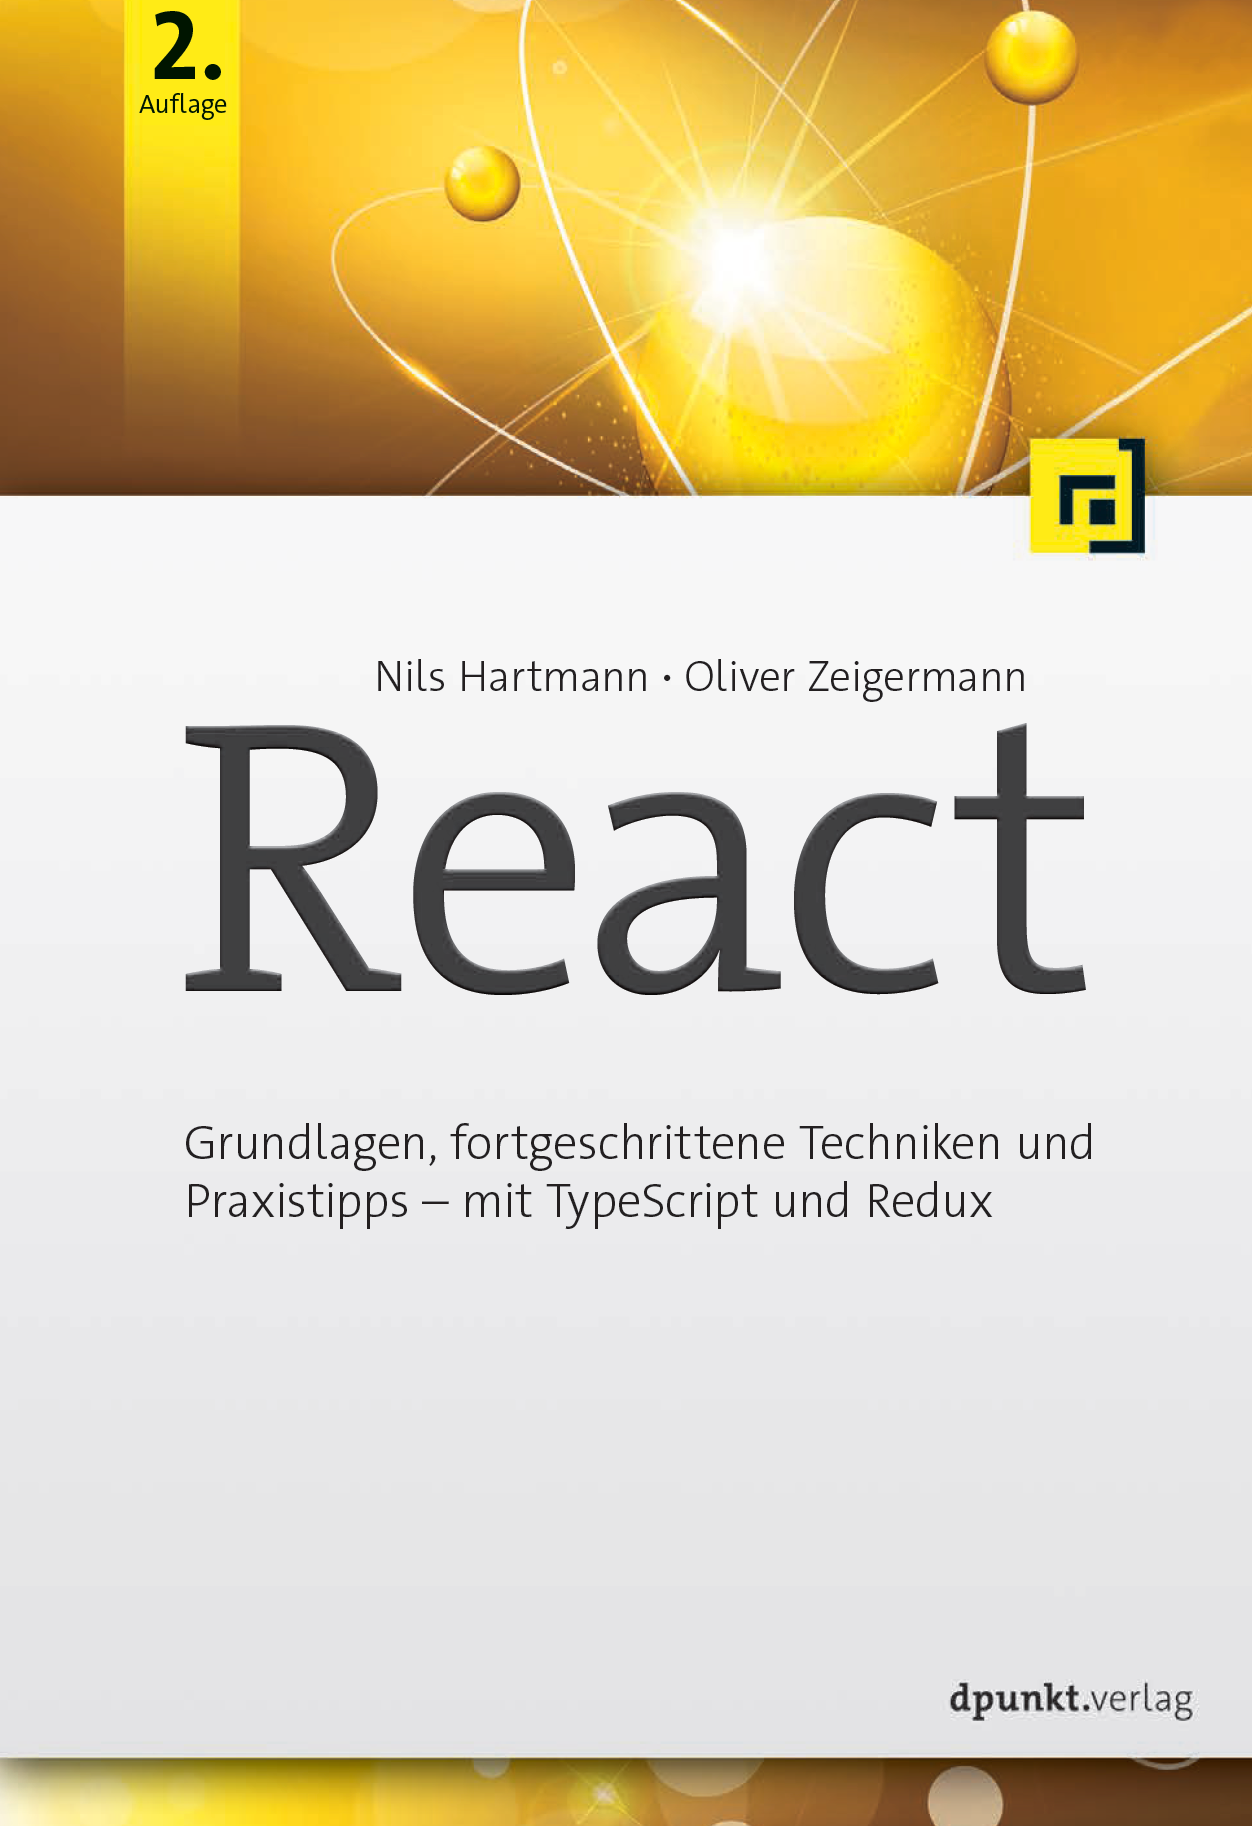 2.
Auflage
Nils Hartmann · Oliver Zeigermann
React
Grundlagen, fortgeschrittene Techniken und
Praxistipps – mit TypeScript und Redux
dpunkt.verlag